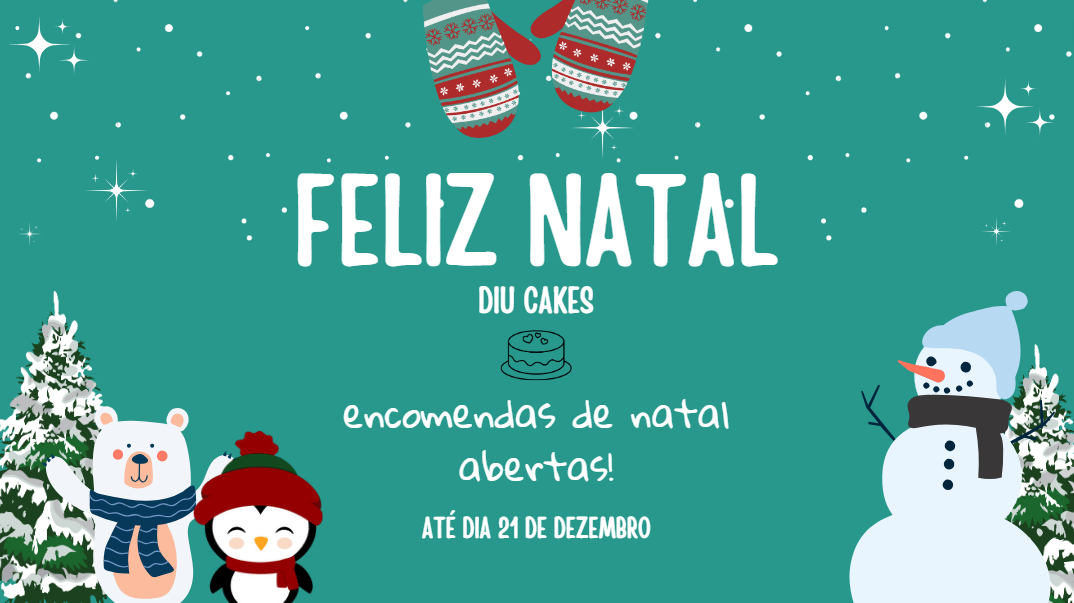 FELIZ NATAL
DIU CAKES
encomendas de natal
abertas!
ATÉ DIA 21 DE DEZEMBRO